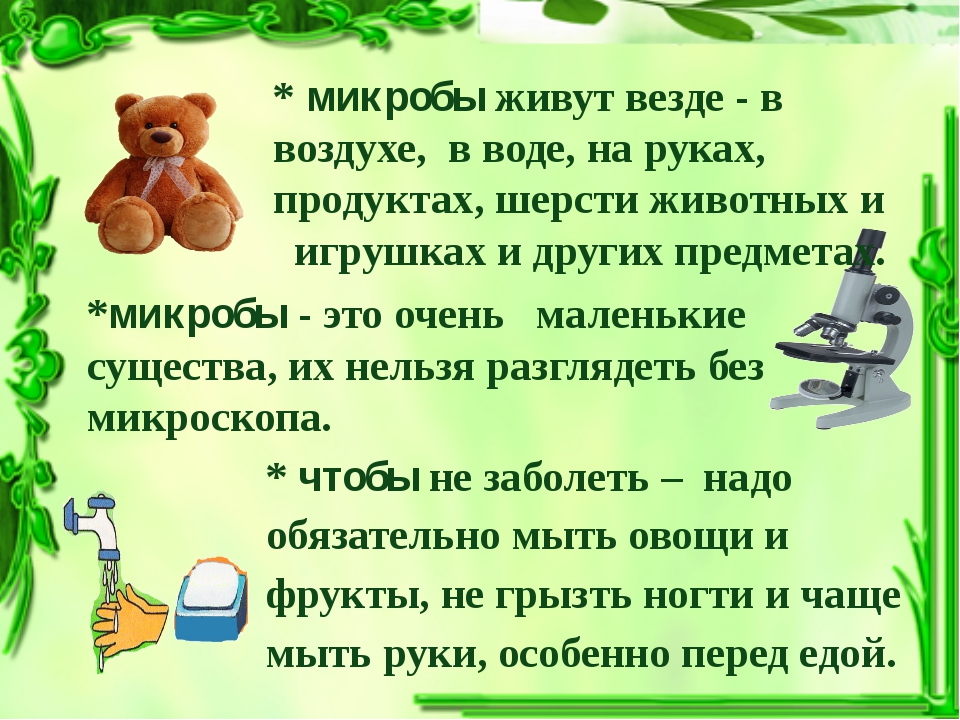 * микробы живут везде - в
воздухе, в воде, на руках,
продуктах, шерсти животных и
игрушках и других предметах.
*микробы - это очень маленькие
существа, их нельзя разглядеть без
микроскопа.
* чтобы не заболеть – надо
обязательно мыть овощи и
фрукты, не грызть ногти и чаще
мыть руки, особенно перед едой.